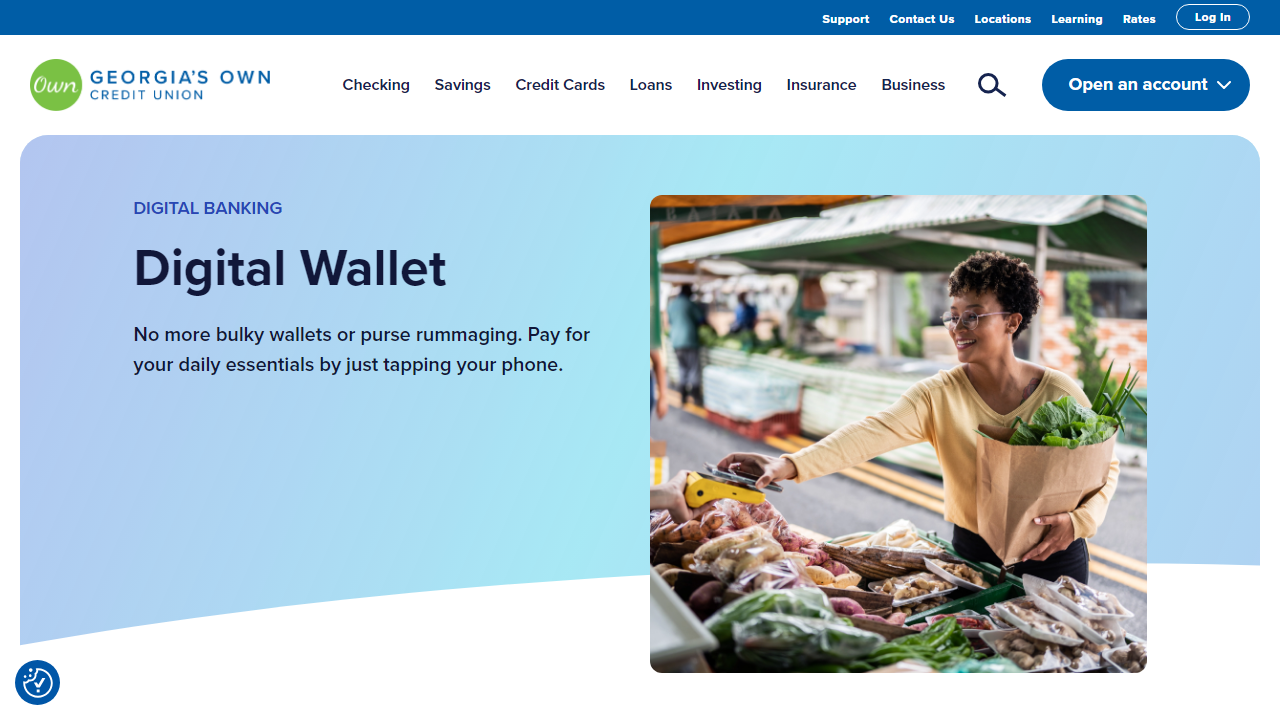 Support Contact Us Locations Learning Rates Log In
Own GEORGIA'S OWN
CREDIT UNION
Checking Savings Credit Cards Loans Investing Insurance Business Open an account
DIGITAL BANKING
Digital Wallet
No more bulky wallets or purse rummaging. Pay for
your daily essentials by just tapping your phone.
BATATA